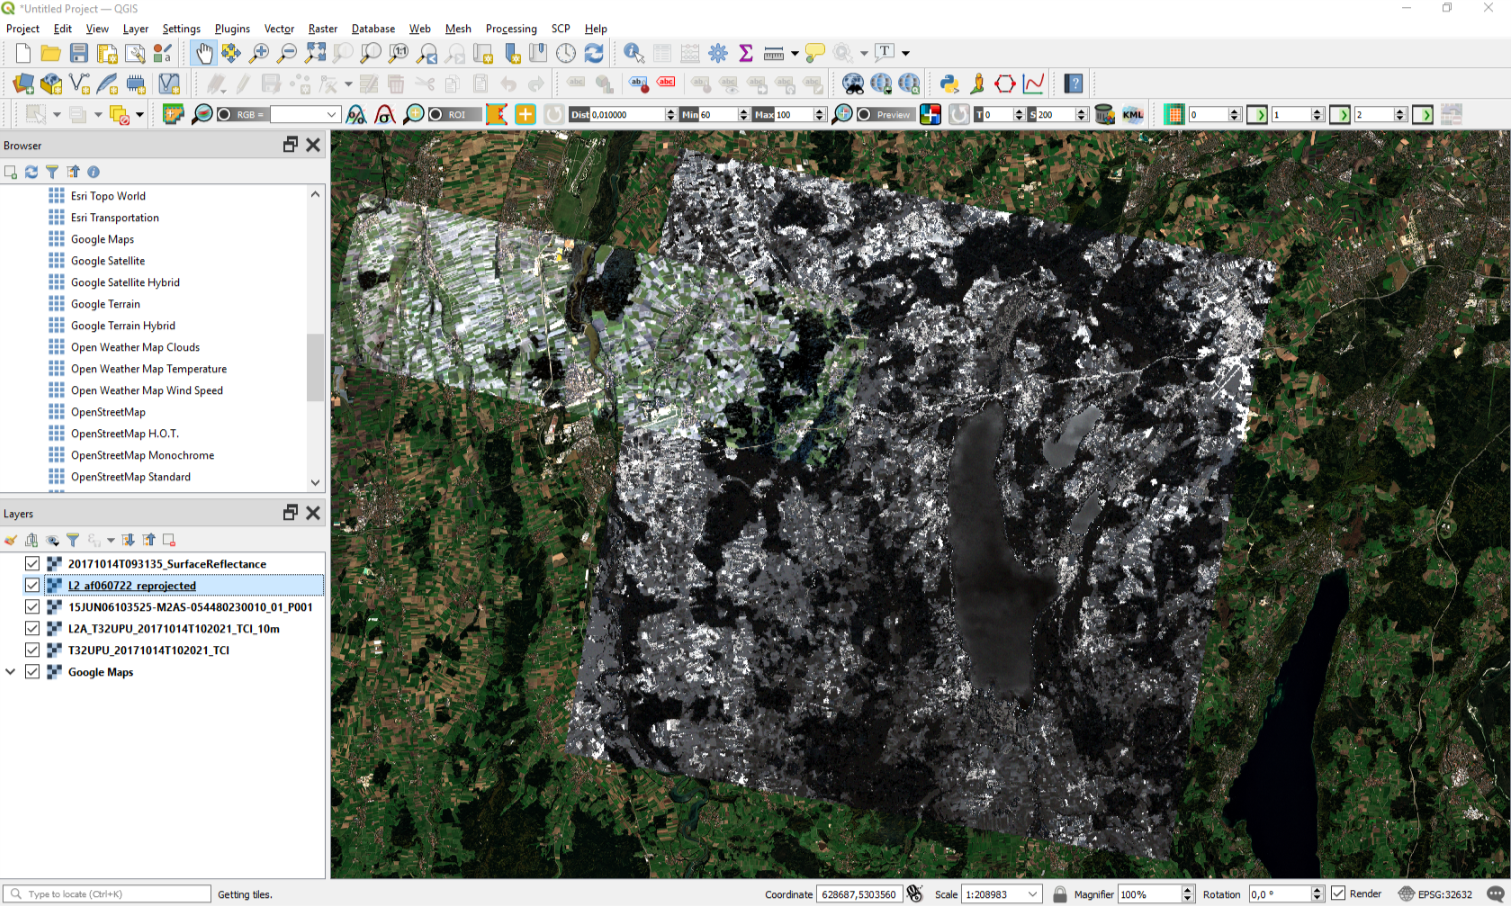 *Untitled Project — QGIS
Project Edit View Layer Settings Plugins Vector Raster Database Web Mesh Processing SCP Help
RGB = ROI Dist 0,010000 Min 60 Max 100 Preview T 0 S 200 KML 0 1 2
Browser
Esri Topo World
Esri Transportation
Google Maps
Google Satellite
Google Satellite Hybrid
Google Terrain
Google Terrain Hybrid
Open Weather Map Clouds
Open Weather Map Temperature
Open Weather Map Wind Speed
OpenStreetMap
OpenStreetMap H.O.T.
OpenStreetMap Monochrome
OpenStreetMap Standard
Layers
20171014T093135_SurfaceReflectance
L2_af060722_reprojected
15JUN06103525-M2AS-054480230010_01_P001
L2A_T32UPU_20171014T102021_TCI_10m
T32UPU_20171014T102021_TCI
Google Maps
Type to locate (Ctrl+K) Getting tiles. Coordinate 628687,5303560 Scale 1:208983 Magnifier 100% Rotation 0,0 ° Render EPSG:32632